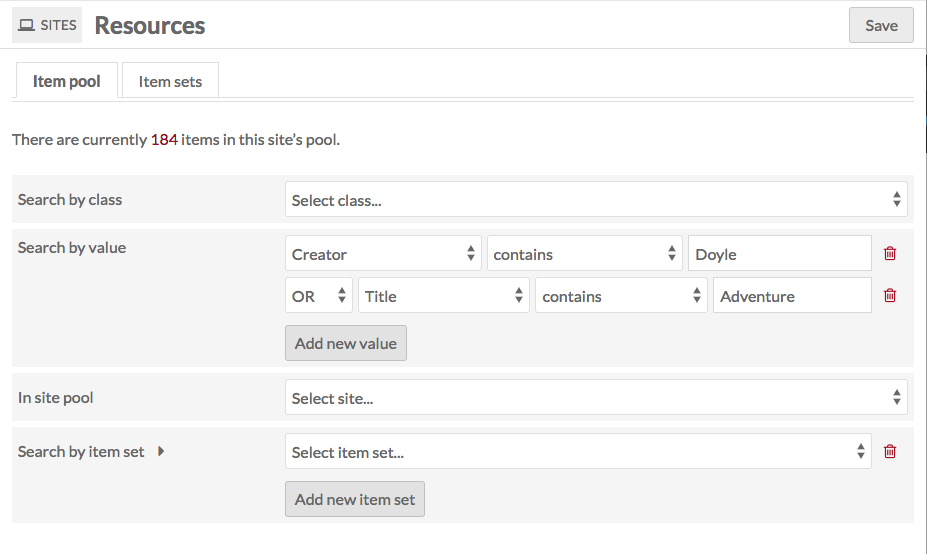 SITES Resources Save
Item pool Item sets
There are currently 184 items in this site's pool.
Search by class Select class...
Search by value Creator contains Doyle
OR Title contains Adventure
Add new value
In site pool Select site...
Search by item set Select item set...
Add new item set